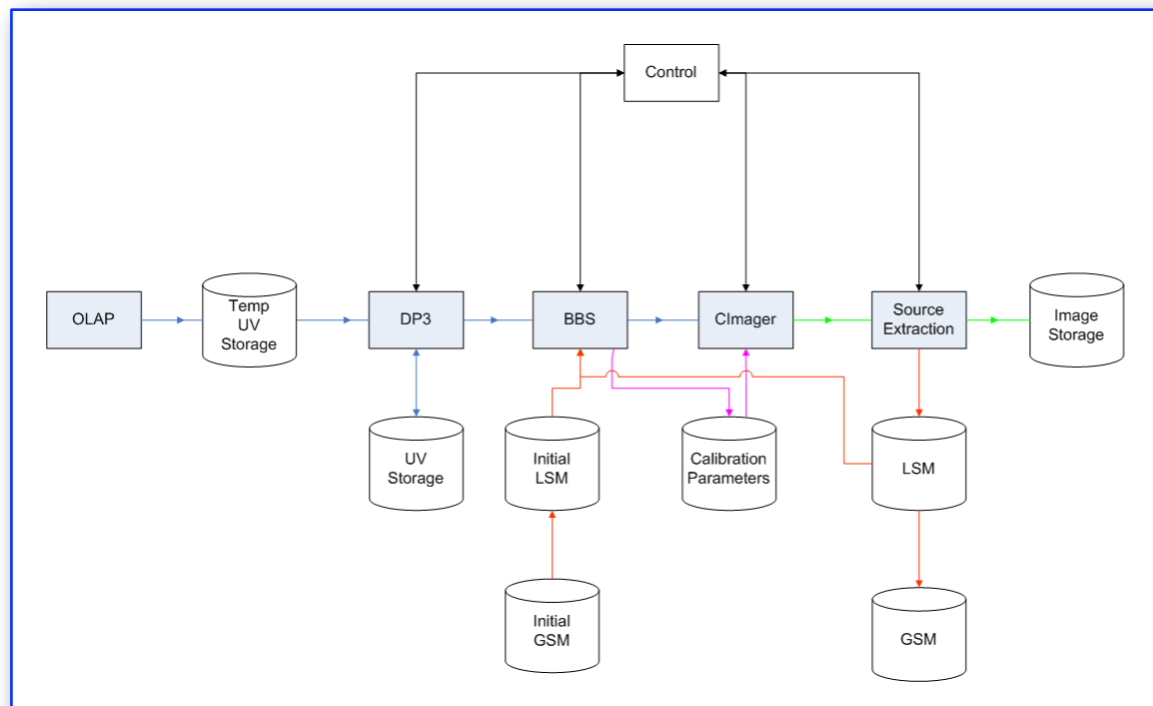 Control
OLAP
Temp
UV
Storage
DP3
BBS
CImager
Source
Extraction
Image
Storage
UV
Storage
Initial
LSM
Calibration
Parameters
LSM
Initial
GSM
GSM